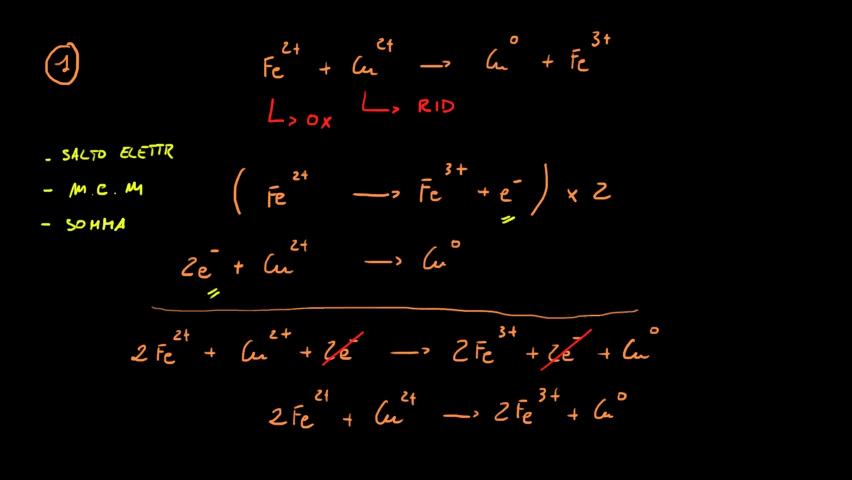 1
Fe²⁺ + Cu²⁺ → Cu⁰ + Fe³⁺
↳ OX ↳ RID
- SALTO ELETTR
- M.C.M
- SOMMA
( Fe²⁺ → Fe³⁺ + e⁻ ) × 2
2e⁻ + Cu²⁺ → Cu⁰
2Fe²⁺ + Cu²⁺ + 2e⁻ → 2Fe³⁺ + 2e⁻ + Cu⁰
2Fe²⁺ + Cu²⁺ → 2Fe³⁺ + Cu⁰